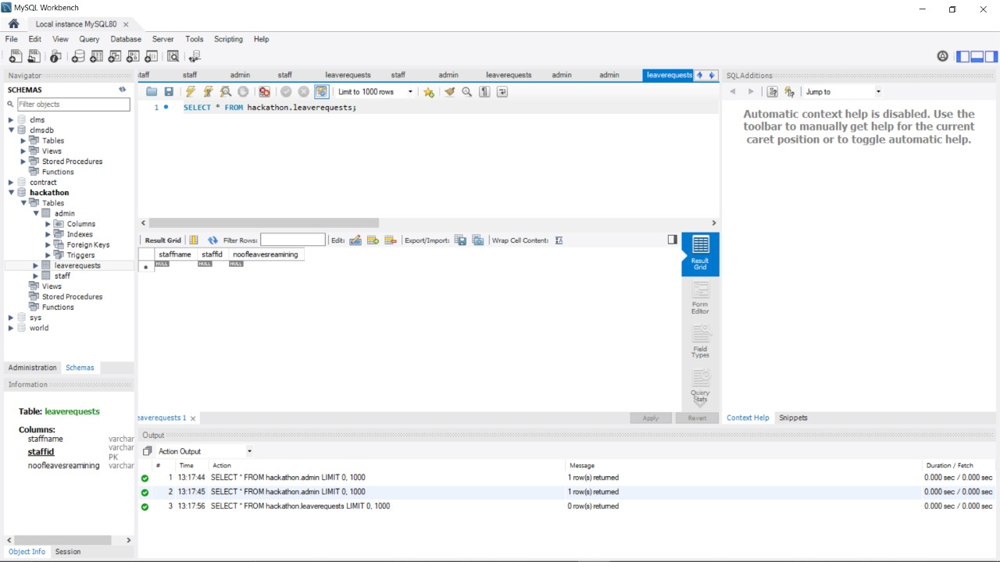 MySQL Workbench
Local instance MySQL80
File Edit View Query Database Server Tools Scripting Help
Navigator
SCHEMAS
Filter objects
clms
clmsdb
Tables
Views
Stored Procedures
Functions
contract
hackathon
Tables
admin
Columns
Indexes
Foreign Keys
Triggers
leaverequests
staff
Views
Stored Procedures
Functions
sys
world
Administration Schemas
Information
Table: leaverequests
Columns:
staffname varchar
staffid varchar
PK
noofleavesreamining varchar
Object Info Session
taff staff admin staff leaverequests staff admin leaverequests admin admin leaverequests
Limit to 1000 rows
1 SELECT * FROM hackathon.leaverequests;
Result Grid Filter Rows: Edit: Export/Import: Wrap Cell Content:
staffname staffid noofleavesreamining
NULL NULL NULL
Result
Grid
Form
Editor
Field
Types
Query
Stats
eaverequests 1 Apply Revert
Output
Action Output
# Time Action Message Duration / Fetch
1 13:17:44 SELECT * FROM hackathon.admin LIMIT 0, 1000 1 row(s) returned 0.000 sec / 0.000 sec
2 13:17:45 SELECT * FROM hackathon.admin LIMIT 0, 1000 1 row(s) returned 0.000 sec / 0.000 sec
3 13:17:56 SELECT * FROM hackathon.leaverequests LIMIT 0, 1000 0 row(s) returned 0.000 sec / 0.000 sec
SQLAdditions
Jump to
Automatic context help is disabled. Use the
toolbar to manually get help for the current
caret position or to toggle automatic help.
Context Help Snippets